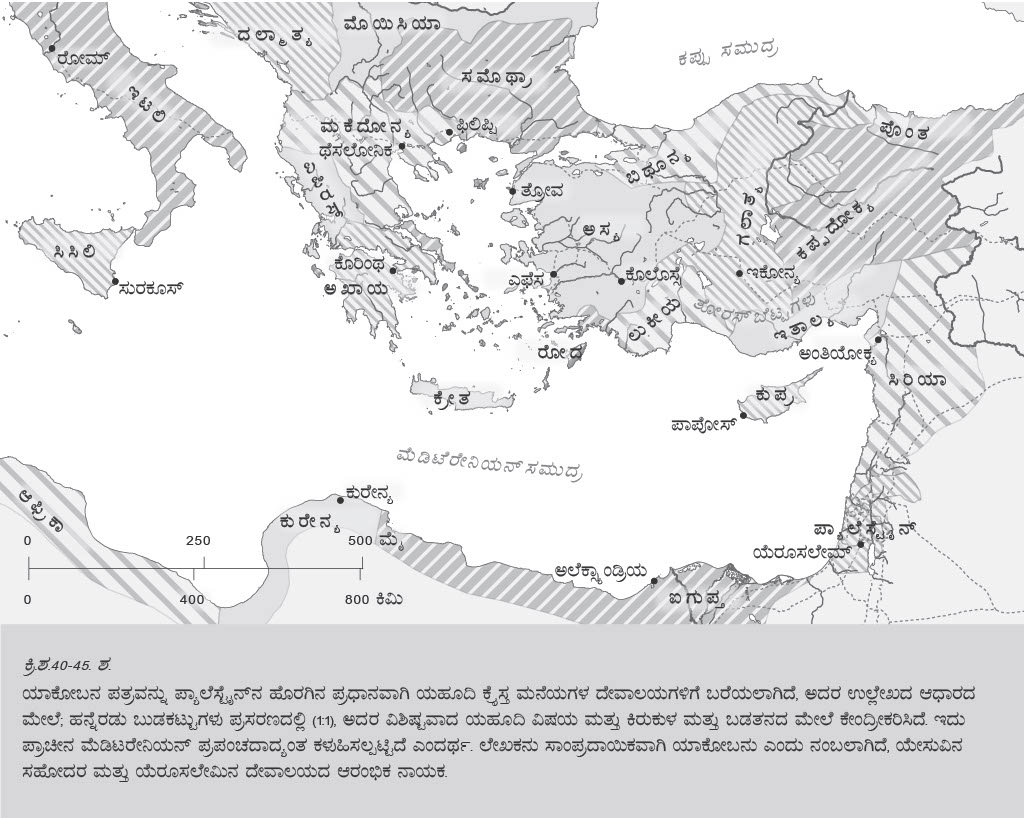 ಮೊಯಿಸಿಯಾ
ದಲ್ಮಾತ್ಯ
ಕಪ್ಪು ಸಮುದ್ರ
ರೋಮ್
ಇಟಲಿ
ಸಮೊಥ್ರಾ
ಮಕೆದೋನ್ಯ
ಫಿಲಿಪ್ಪಿ
ಥೆಸಲೋನಿಕ
ಪೊಂತ
ಬಿಥೂನ್ಯ
ತ್ರೋವ
ಗಲಾತ್ಯ
ಕಪ್ಪದೋಕ್ಯ
ಅಸ್ಯ
ಸಿಸಿಲಿ
ಸುರಕೂಸ್
ಕೊರಿಂಥ
ಅಖಾಯ
ಎಫೆಸ
ಕೊಲೊಸ್ಸೆ
ಇಕೋನ್ಯ
ತೋರಸ್ ಬೆಟ್ಟುಗಳು
ಲುಕೀಯ
ಇತಾಲ್ಯ
ರೋದ
ಅಂತಿಯೋಕ್ಯ
ಸಿರಿಯಾ
ಕ್ರೇತ
ಕುಪ್ರ
ಪಾಪೋಸ್
ಮೆಡಿಟೆರೇನಿಯನ್ ಸಮುದ್ರ
ಆಫ್ರಿಕಾ
ಕುರೇನ್ಯ
ಕುರೇನ್ಯ
0 250 500 ಮೈ
0 400 800 ಕಿಮಿ
ಪ್ಯಾಲೆಸ್ಟೈನ್
ಯೆರೂಸಲೇಮ್
ಅಲೆಕ್ಸಾಂಡ್ರಿಯ
ಐಗುಪ್ತ
ಕ್ರಿ.ಶ.40-45. ಶ.
ಯಾಕೋಬನ ಪತ್ರವನ್ನು ಪ್ಯಾಲೆಸ್ಟೈನ್‌ನ ಹೊರಗಿನ ಪ್ರಧಾನವಾಗಿ ಯಹೂದಿ ಕ್ರೈಸ್ತ ಮನೆಯಗಳ ದೇವಾಲಯಗಳಿಗೆ ಬರೆಯಲಾಗಿದೆ, ಅದರ ಉಲ್ಲೇಖದ ಆಧಾರದ
ಮೇಲೆ; ಹನ್ನೆರಡು ಬುಡಕಟ್ಟುಗಳು ಪ್ರಸರಣದಲ್ಲಿ (1:1), ಅದರ ವಿಶಿಷ್ಟವಾದ ಯಹೂದಿ ವಿಷಯ ಮತ್ತು ಕಿರುಕುಳ ಮತ್ತು ಬಡತನದ ಮೇಲೆ ಕೇಂದ್ರೀಕರಿಸಿದೆ. ಇದು
ಪ್ರಾಚೀನ ಮೆಡಿಟರೇನಿಯನ್ ಪ್ರಪಂಚದಾದ್ಯಂತ ಕಳುಹಿಸಲ್ಪಟ್ಟಿದೆ ಎಂದರ್ಥ. ಲೇಖಕನು ಸಾಂಪ್ರದಾಯಿಕವಾಗಿ ಯಾಕೋಬನು ಎಂದು ನಂಬಲಾಗಿದೆ, ಯೇಸುವಿನ
ಸಹೋದರ ಮತ್ತು ಯೆರೂಸಲೇಮಿನ ದೇವಾಲಯದ ಆರಂಭಿಕ ನಾಯಕ.